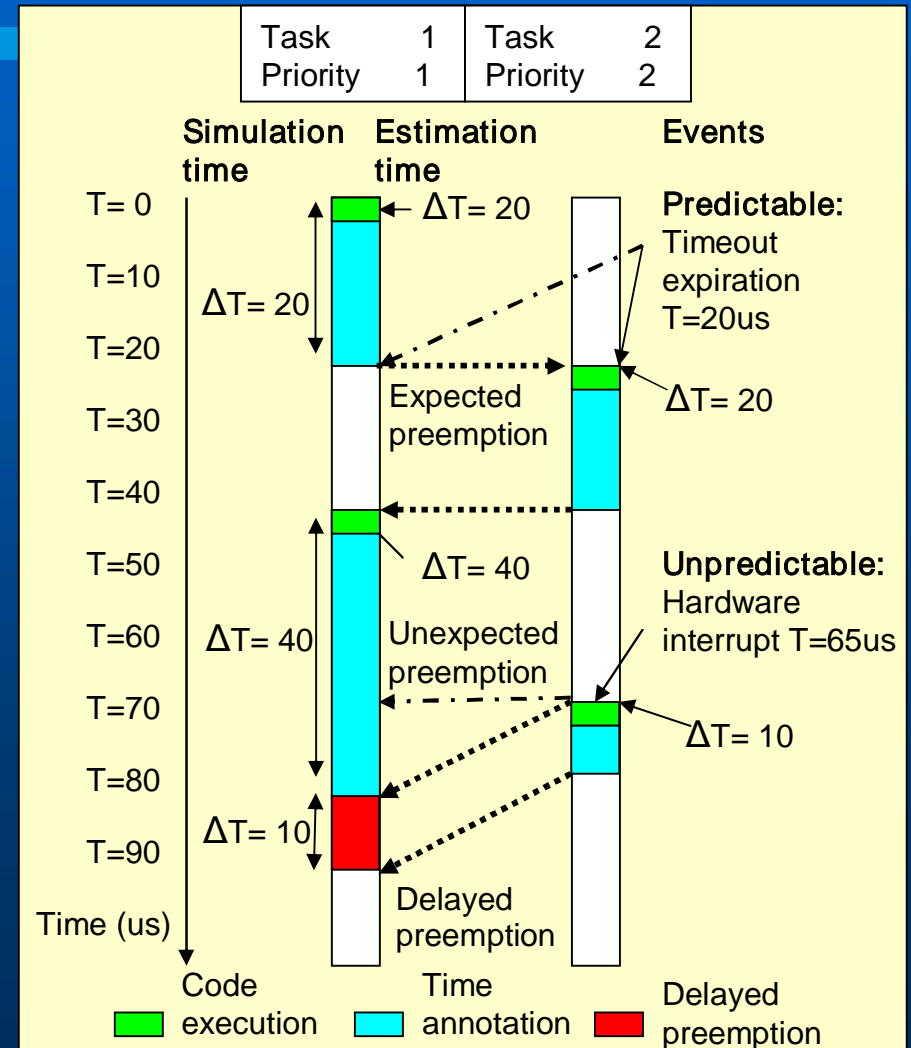 Task 1
Priority 1
Task 2
Priority 2
Simulation time
Estimation time
Events
T= 0
T=10
T=20
T=30
T=40
T=50
T=60
T=70
T=80
T=90
Time (us)
ΔT= 20
ΔT= 20
Predictable:
Timeout
expiration
T=20us
Expected
preemption
ΔT= 20
ΔT= 40
ΔT= 40
Unpredictable:
Hardware
interrupt T=65us
Unexpected
preemption
ΔT= 10
ΔT= 10
Delayed
preemption
Code
execution
Time
annotation
Delayed
preemption